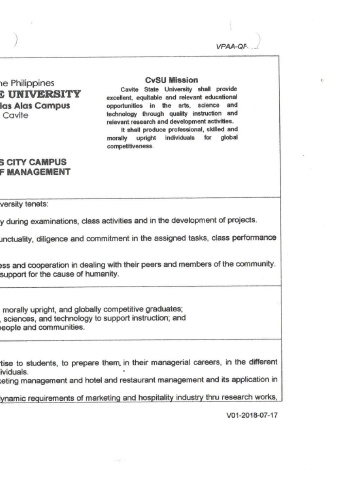 VPAA-QF-
ne Philippines
E UNIVERSITY
las Alas Campus
Cavite
CvSU Mission
Cavite State University shall provide
excellent, equitable and relevant educational
opportunities in the arts, science and
technology through quality instruction and
relevant research and development activities.
It shall produce professional, skilled and
morally upright individuals for global
competitiveness.
S CITY CAMPUS
F MANAGEMENT
versity tenets:
y during examinations, class activities and in the development of projects.
unctuality, diligence and commitment in the assigned tasks, class performance
ess and cooperation in dealing with their peers and members of the community.
support for the cause of humanity.
morally upright, and globally competitive graduates;
, sciences, and technology to support instruction; and
people and communities.
tise to students, to prepare them, in their managerial careers, in the different
ividuals.
keting management and hotel and restaurant management and its application in
dynamic requirements of marketing and hospitality industry thru research works,
V01-2018-07-17